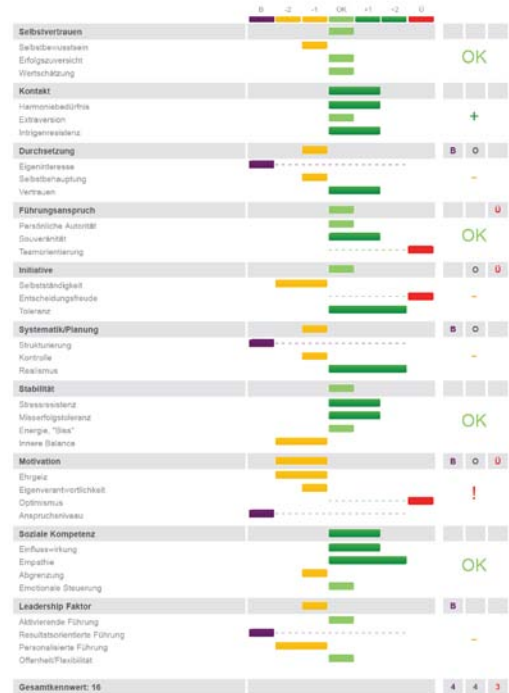 B -2 -1 OK +1 +2 Ü
Selbstvertrauen
Selbstbewusstsein
Erfolgszuversicht
Wertschätzung
OK
Kontakt
Harmoniebedürfnis
Extraversion
Intrigenresistenz
+
Durchsetzung B O
Eigeninteresse
Selbstbehauptung
Vertrauen
-
Führungsanspruch Ü
Persönliche Autorität
Souveränität
Teamorientierung
OK
Initiative O Ü
Selbstständigkeit
Entscheidungsfreude
Toleranz
-
Systematik/Planung B O
Strukturierung
Kontrolle
Realismus
-
Stabilität
Stressresistenz
Misserfolgstoleranz
Energie, "Biss"
Innere Balance
OK
Motivation B O Ü
Ehrgeiz
Eigenverantwortlichkeit
Optimismus
Anspruchsniveau
!
Soziale Kompetenz
Einflusswirkung
Empathie
Abgrenzung
Emotionale Steuerung
OK
Leadership Faktor B
Aktivierende Führung
Resultatsorientierte Führung
Personalisierte Führung
Offenheit/Flexibilität
-
Gesamtkennwert: 16 4 4 3